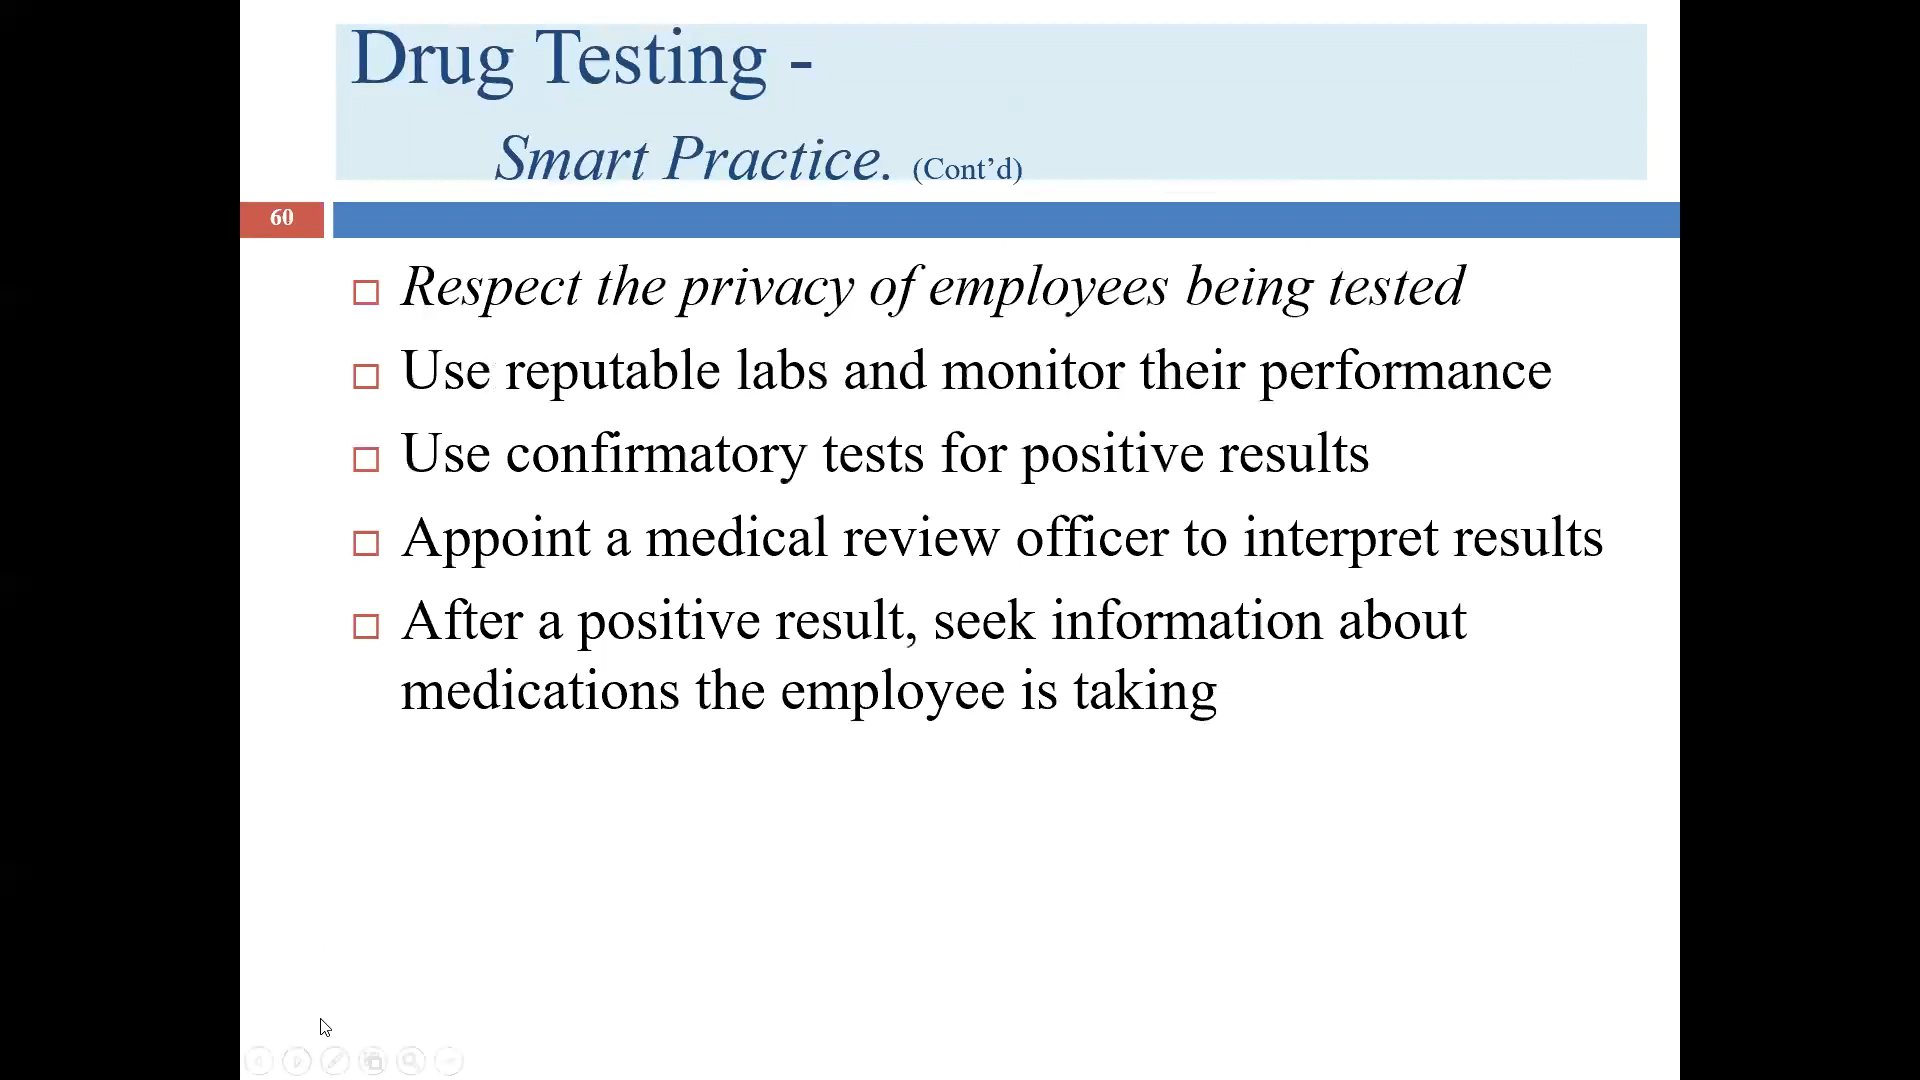 Drug Testing -
Smart Practice. (Cont’d)
60
Respect the privacy of employees being tested
Use reputable labs and monitor their performance
Use confirmatory tests for positive results
Appoint a medical review officer to interpret results
After a positive result, seek information about
medications the employee is taking